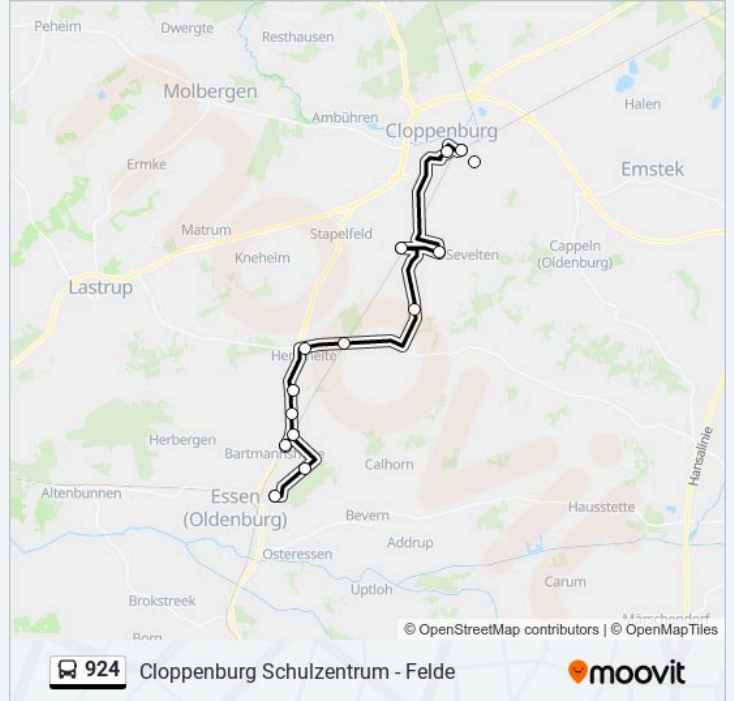 Peheim
Dwergte
Resthausen
Molbergen
Halen
Ambühren
Cloppenburg
Ermke
Emstek
Matrum
Stapelfeld
Cappeln
(Oldenburg)
Kneheim
Sevelten
Lastrup
Hemmelte
Hansalinie
Herbergen
Bartmannsholte
Calhorn
Altenbunnen
Essen
(Oldenburg)
Hausstette
Bevern
Addrup
Osteressen
Uptloh
Carum
Brokstreek
Märschendorf
© OpenStreetMap contributors | © OpenMapTiles
924 Cloppenburg Schulzentrum - Felde
moovit